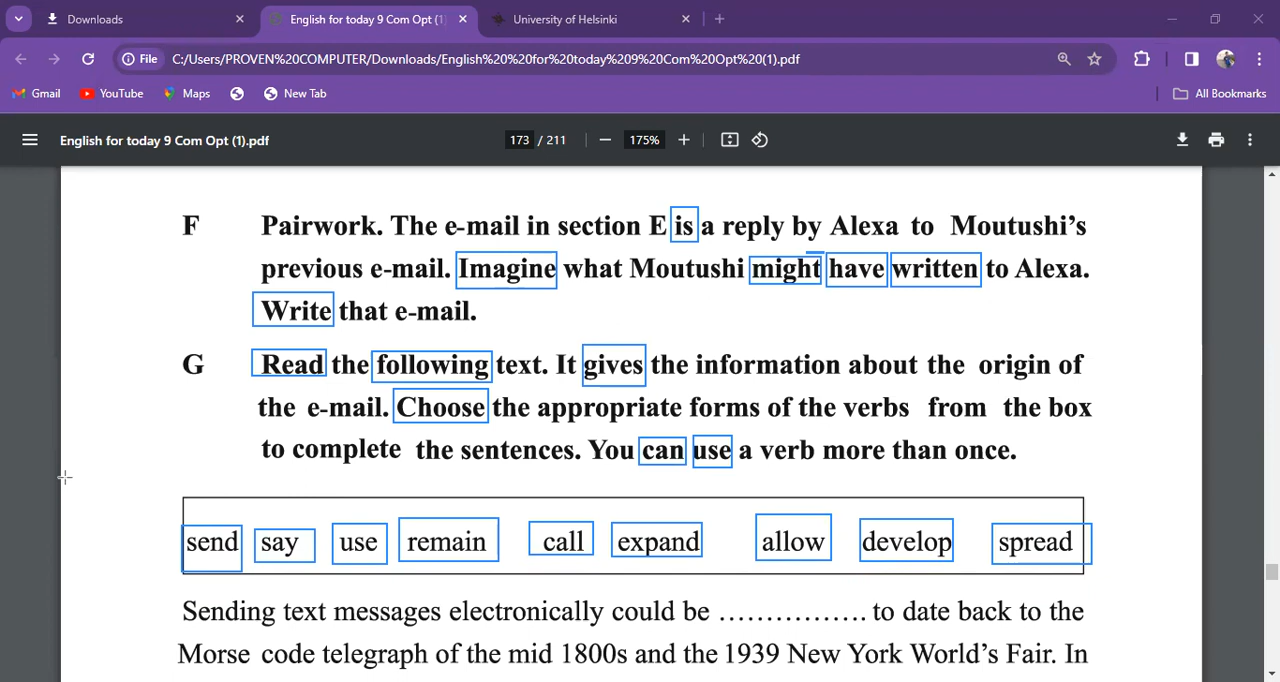 Downloads
English for today 9 Com Opt (1)
University of Helsinki
File C:/Users/PROVEN%20COMPUTER/Downloads/English%20%20for%20today%209%20Com%20Opt%20(1).pdf
Gmail YouTube Maps New Tab All Bookmarks
English for today 9 Com Opt (1).pdf 173 / 211 175%
F Pairwork. The e-mail in section E is a reply by Alexa to Moutushi's
previous e-mail. Imagine what Moutushi might have written to Alexa.
Write that e-mail.
G Read the following text. It gives the information about the origin of
the e-mail. Choose the appropriate forms of the verbs from the box
to complete the sentences. You can use a verb more than once.
send say use remain call expand allow develop spread
Sending text messages electronically could be ……………. to date back to the
Morse code telegraph of the mid 1800s and the 1939 New York World's Fair. In